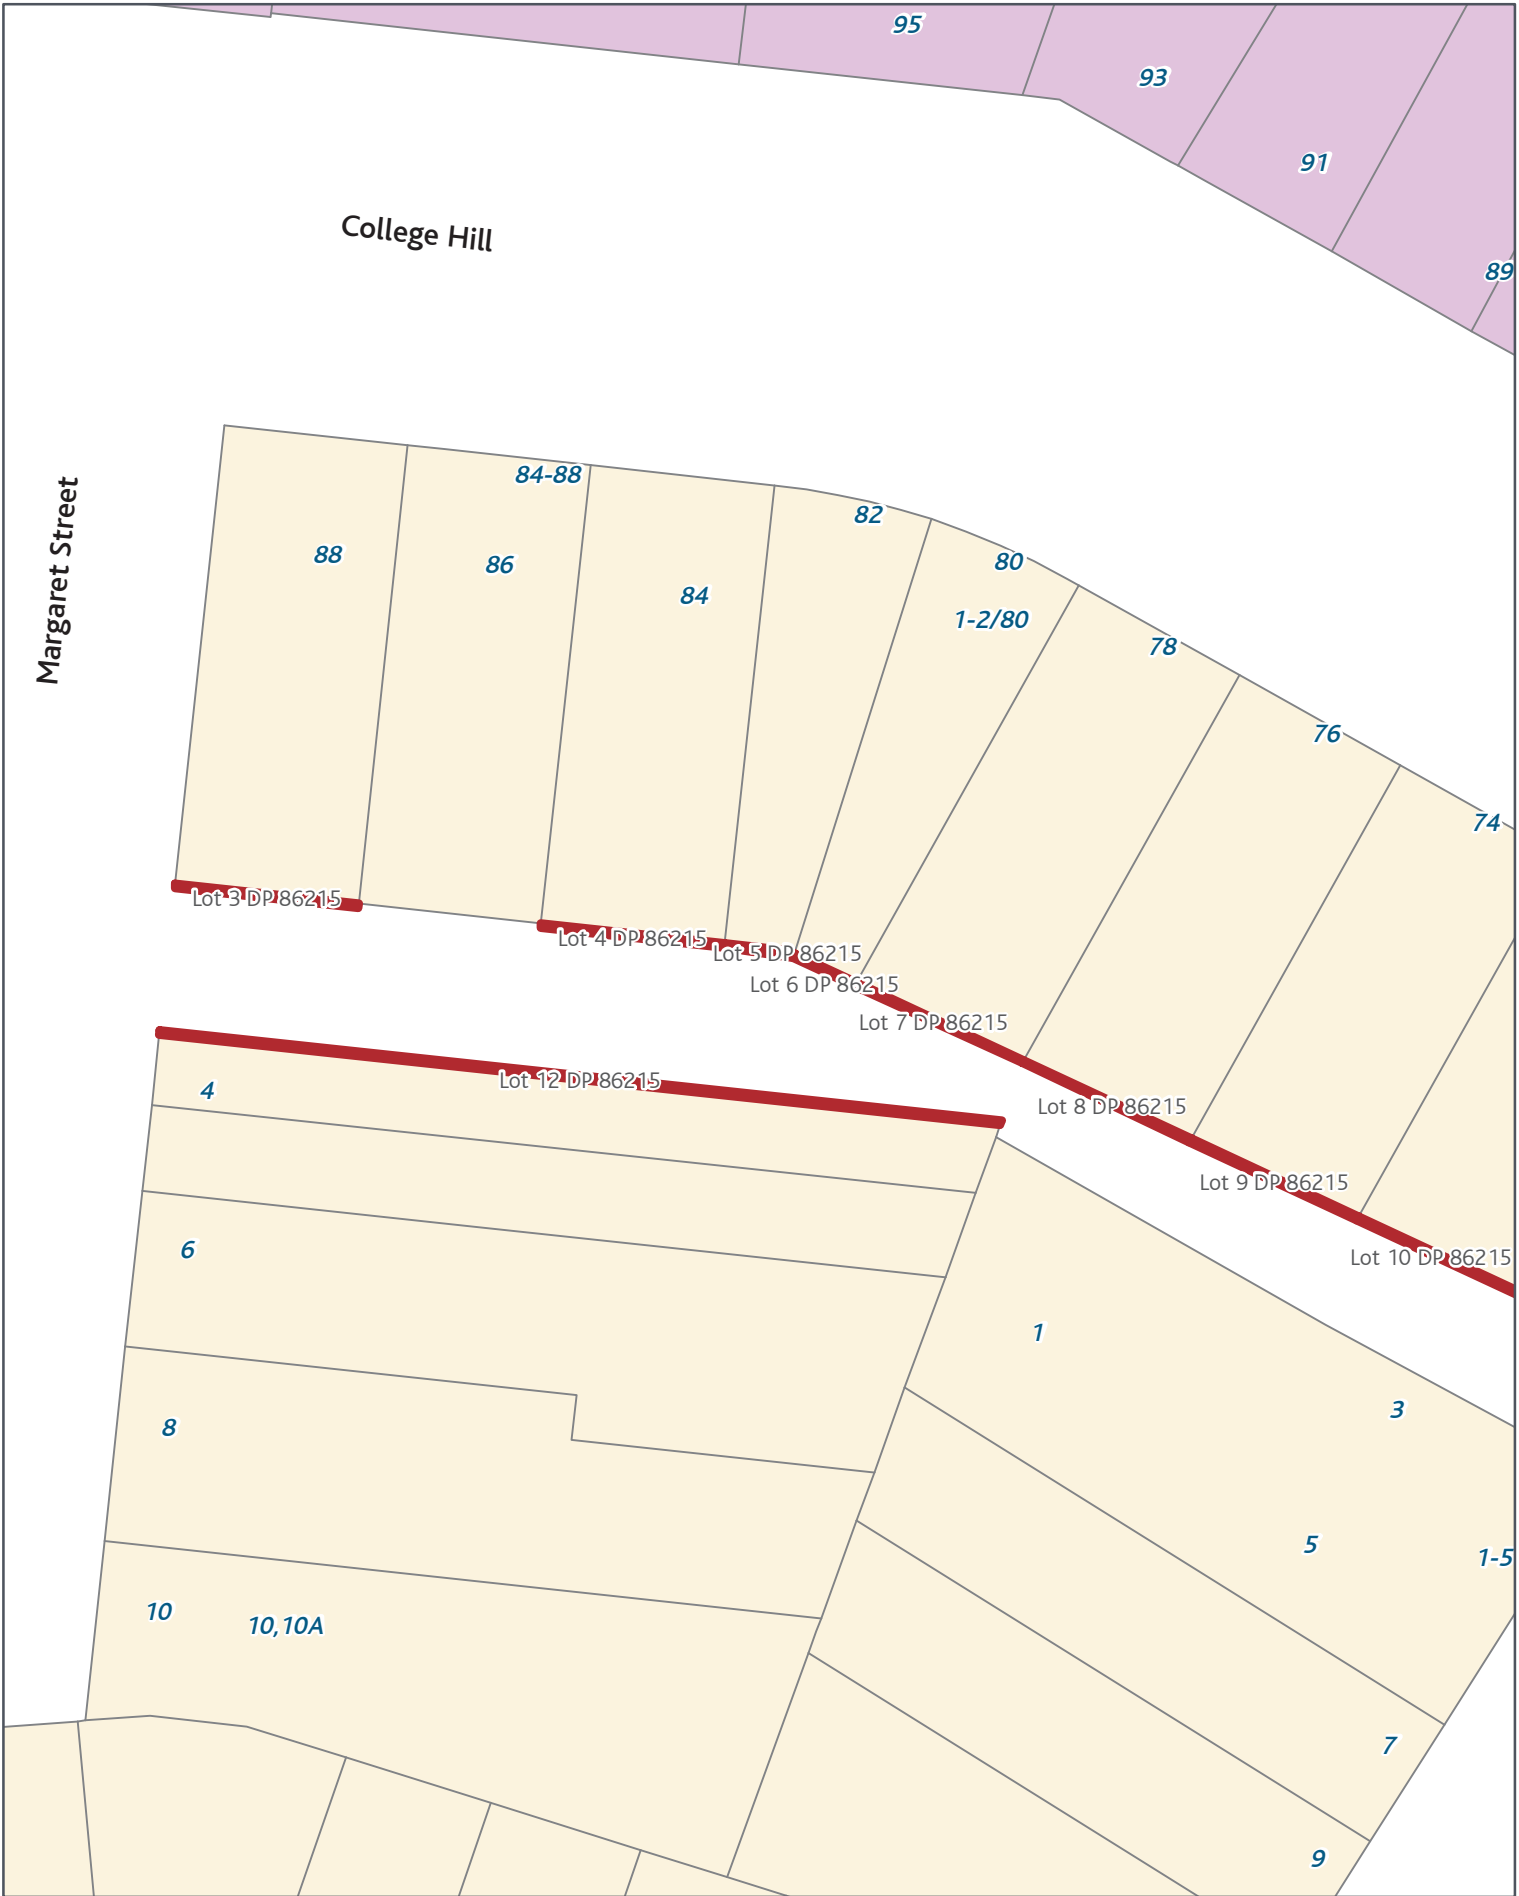 95
93
91
89
College Hill
Margaret Street
84-88
82
88
86
84
80
1-2/80
78
76
74
Lot 3 DP 86215
Lot 4 DP 86215
Lot 5 DP 86215
Lot 6 DP 86215
Lot 7 DP 86215
Lot 12 DP 86215
Lot 8 DP 86215
Lot 9 DP 86215
Lot 10 DP 86215
4
6
1
3
8
5
1-5
10
10,10A
7
9